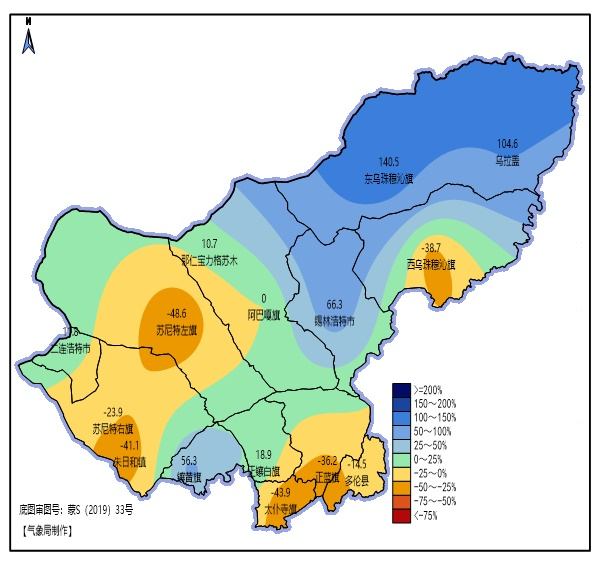 N
104.6
乌拉盖
140.5
东乌珠穆沁旗
10.7
那仁宝力格苏木
-38.7
西乌珠穆沁旗
0
阿巴嘎旗
66.3
锡林浩特市
-48.6
苏尼特左旗
二连浩特市
-23.9
苏尼特右旗
-41.1
朱日和镇
56.3
镶黄旗
18.9
正镶白旗
-36.2
正蓝旗
-14.5
多伦县
-43.9
太仆寺旗
>=200%
150～200%
100～150%
50～100%
25～50%
0～25%
-25～0%
-50～-25%
-75～-50%
<-75%
底图审图号：蒙S（2019）33号
【气象局制作】